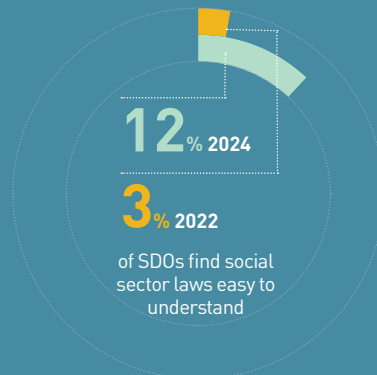 12% 2024
3% 2022
of SDOs find social
sector laws easy to
understand